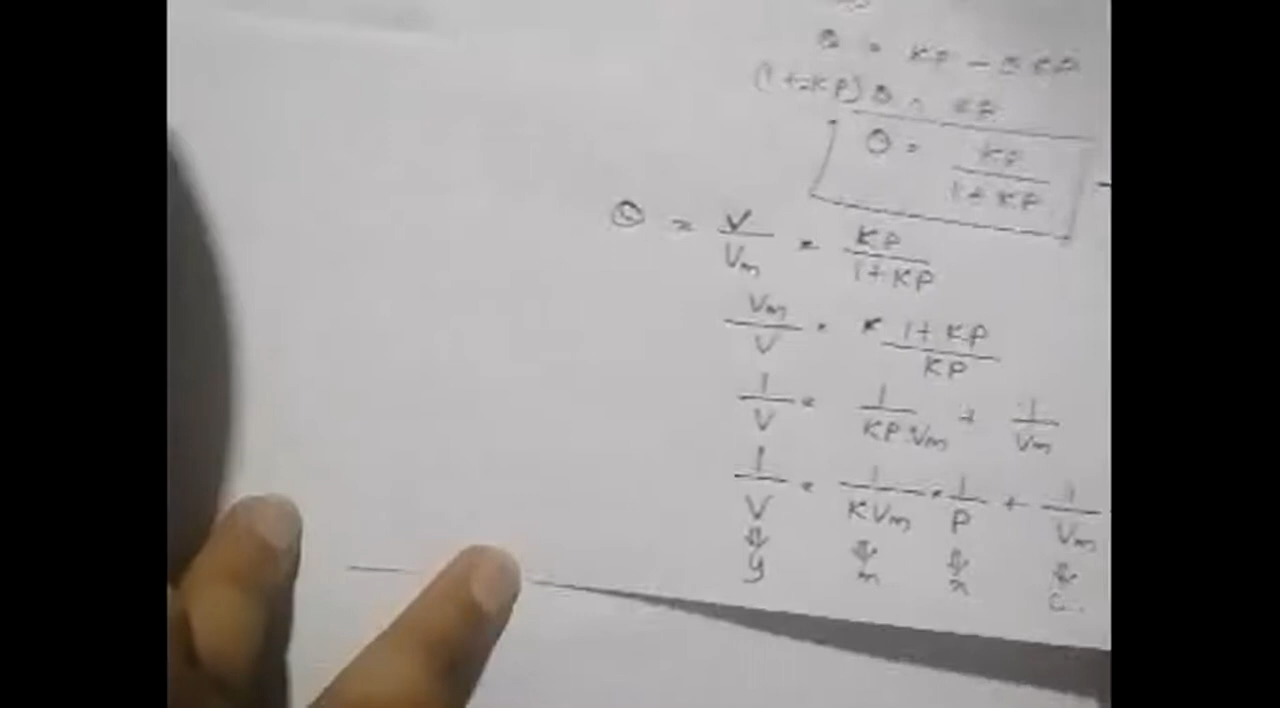 θ = KP - θKP
(1+KP)θ = KP
θ = KP / 1+KP
θ = V/Vm = KP / 1+KP
Vm/V = 1+KP / KP
1/V = 1/KP.Vm + 1/Vm
1/V = 1/KVm · 1/P + 1/Vm
⇓ ⇓ ⇓ ⇓
y m x c